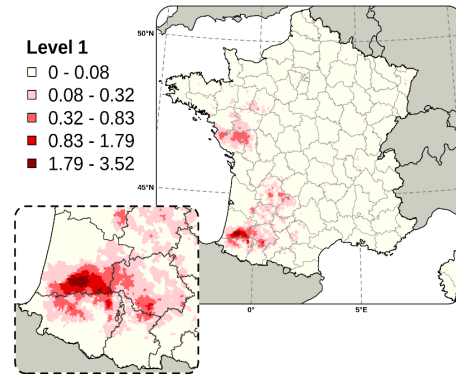 50°N
Level 1
0 - 0.08
0.08 - 0.32
0.32 - 0.83
0.83 - 1.79
1.79 - 3.52
45°N
0°
5°E